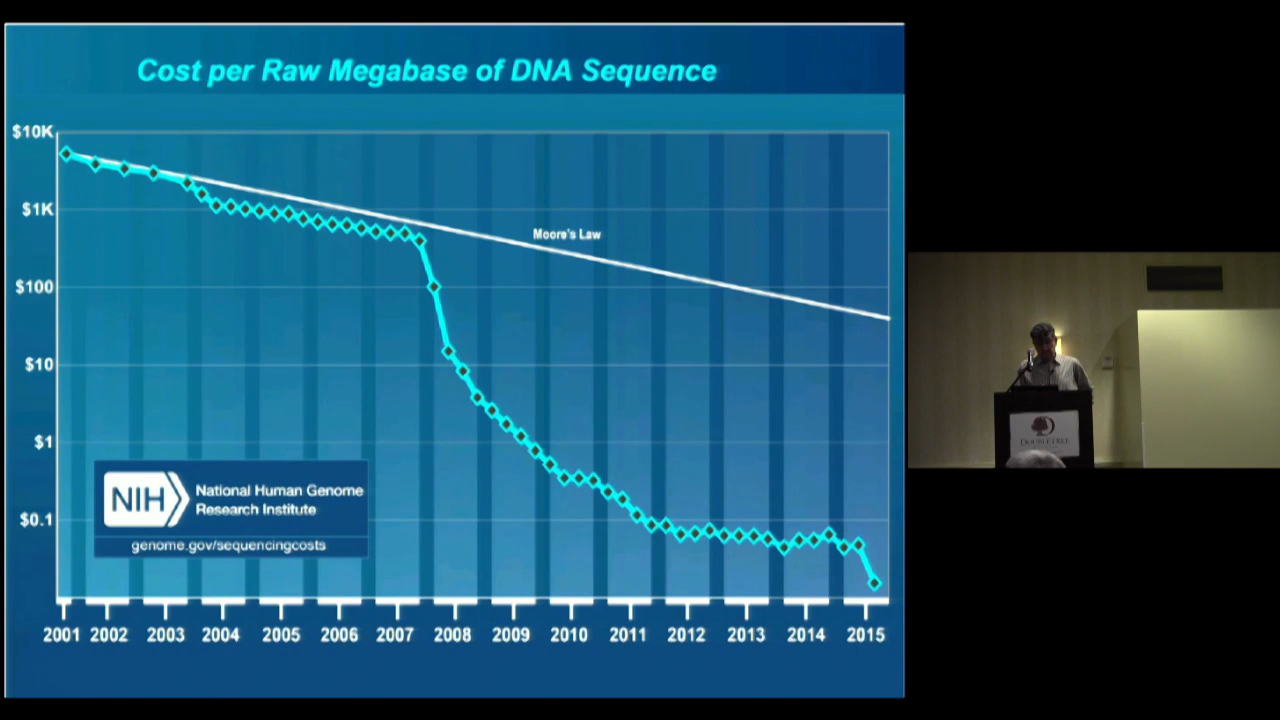 Cost per Raw Megabase of DNA Sequence
$10K
$1K
$100
$10
$1
$0.1
Moore's Law
NIH
National Human Genome
Research Institute
genome.gov/sequencingcosts
2001 2002 2003 2004 2005 2006 2007 2008 2009 2010 2011 2012 2013 2014 2015
DOUBLETREE